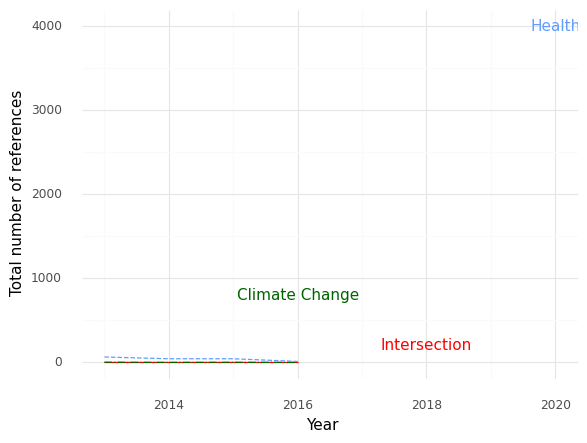 4000
Health
3000
2000
1000
Climate Change
Intersection
0
2014
2016
2018
2020
Year
Total number of references